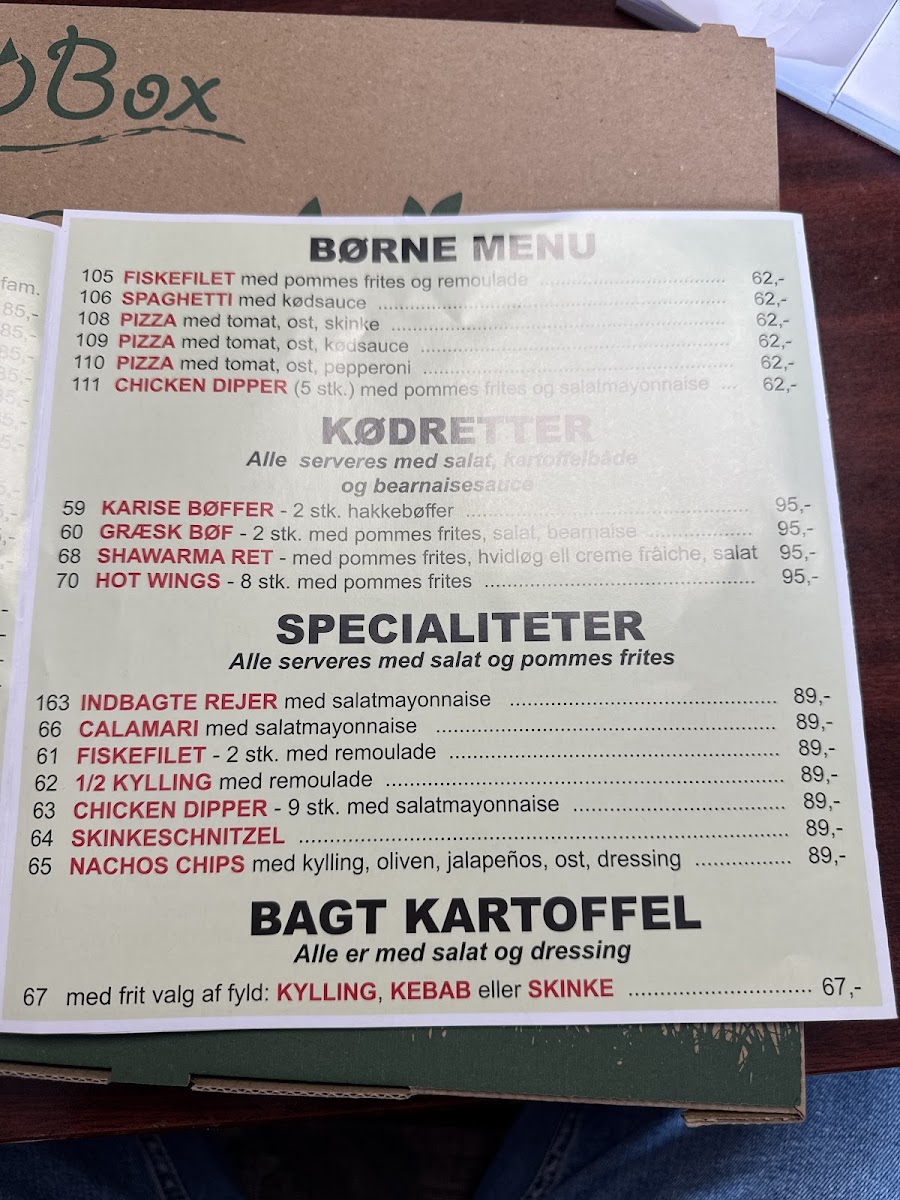 Box
fam.
85,-
85,-
BØRNE MENU
105 FISKEFILET med pommes frites og remoulade 62,-
106 SPAGHETTI med kødsauce 62,-
108 PIZZA med tomat, ost, skinke 62,-
109 PIZZA med tomat, ost, kødsauce 62,-
110 PIZZA med tomat, ost, pepperoni 62,-
111 CHICKEN DIPPER (5 stk.) med pommes frites og salatmayonnaise ... 62,-
KØDRETTER
Alle serveres med salat, kartoffelbåde
og bearnaisesauce
59 KARISE BØFFER - 2 stk. hakkebøffer 95,-
60 GRÆSK BØF - 2 stk. med pommes frites, salat, bearnaise 95,-
68 SHAWARMA RET - med pommes frites, hvidløg ell creme frâiche, salat 95,-
70 HOT WINGS - 8 stk. med pommes frites 95,-
SPECIALITETER
Alle serveres med salat og pommes frites
163 INDBAGTE REJER med salatmayonnaise 89,-
66 CALAMARI med salatmayonnaise 89,-
61 FISKEFILET - 2 stk. med remoulade 89,-
62 1/2 KYLLING med remoulade 89,-
63 CHICKEN DIPPER - 9 stk. med salatmayonnaise 89,-
64 SKINKESCHNITZEL 89,-
65 NACHOS CHIPS med kylling, oliven, jalapeños, ost, dressing 89,-
BAGT KARTOFFEL
Alle er med salat og dressing
67 med frit valg af fyld: KYLLING, KEBAB eller SKINKE 67,-